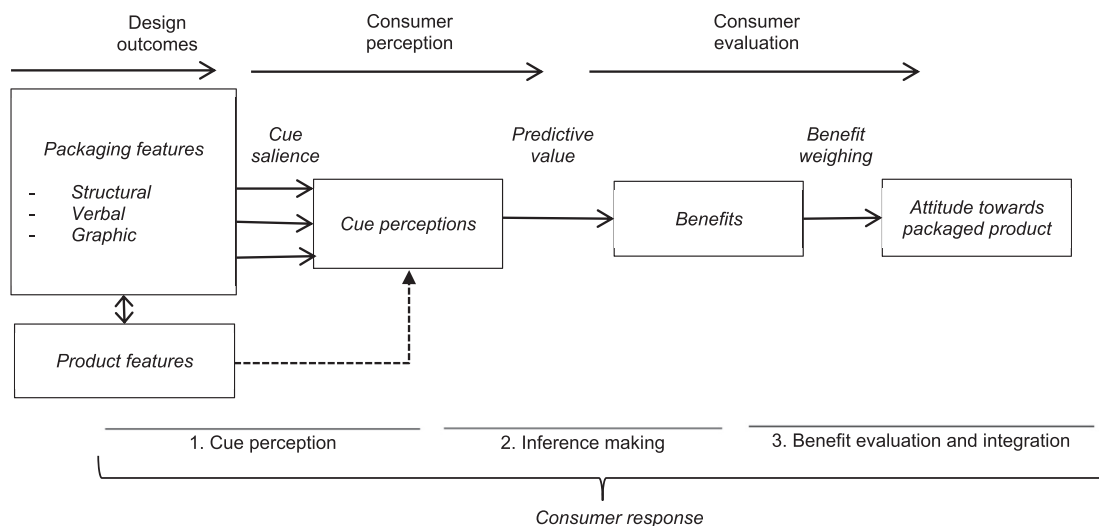 Design
outcomes
Consumer
perception
Consumer
evaluation
Packaging features
- Structural
- Verbal
- Graphic
Cue
salience
Cue perceptions
Predictive
value
Benefits
Benefit
weighing
Attitude towards
packaged product
Product features
1. Cue perception
2. Inference making
3. Benefit evaluation and integration
Consumer response